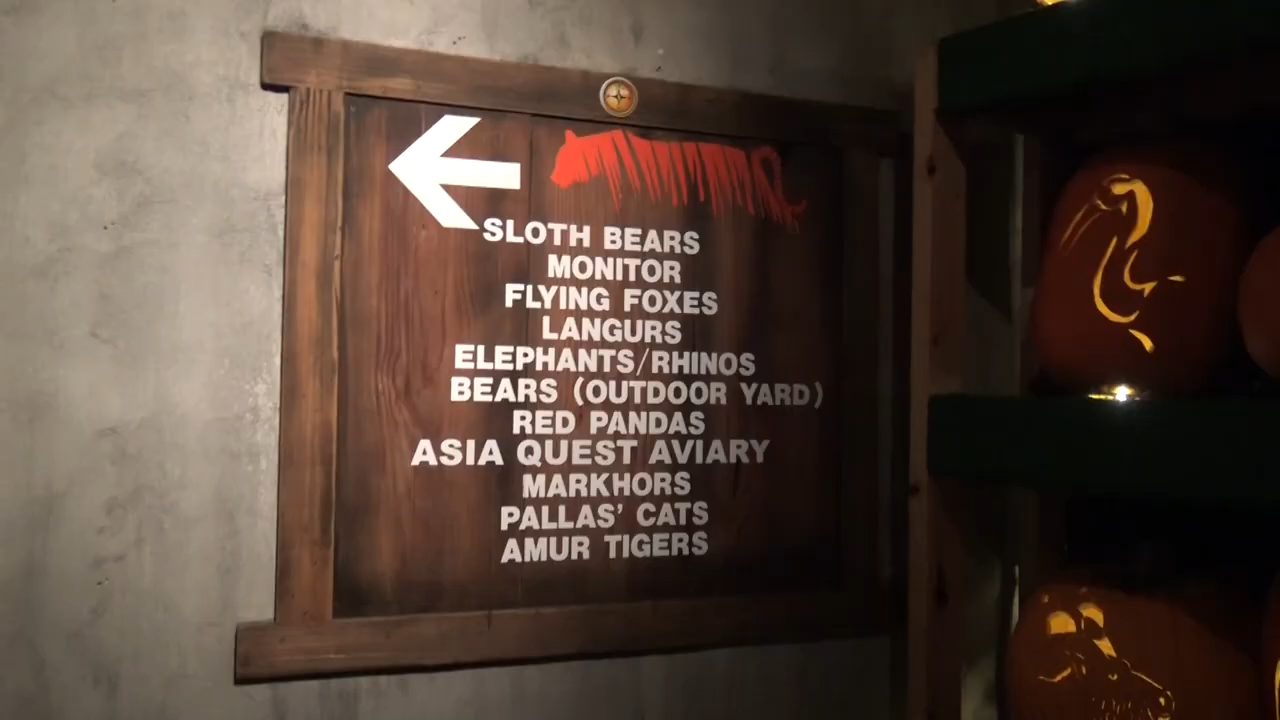 SLOTH BEARS
MONITOR
FLYING FOXES
LANGURS
ELEPHANTS/RHINOS
BEARS (OUTDOOR YARD)
RED PANDAS
ASIA QUEST AVIARY
MARKHORS
PALLAS' CATS
AMUR TIGERS